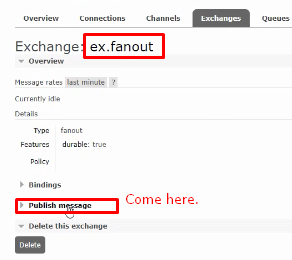 Overview Connections Channels Exchanges Queues
Exchange: ex.fanout
Overview
Message rates last minute ?
Currently idle
Details
Type fanout
Features durable: true
Policy
Bindings
Publish message Come here.
Delete this exchange
Delete